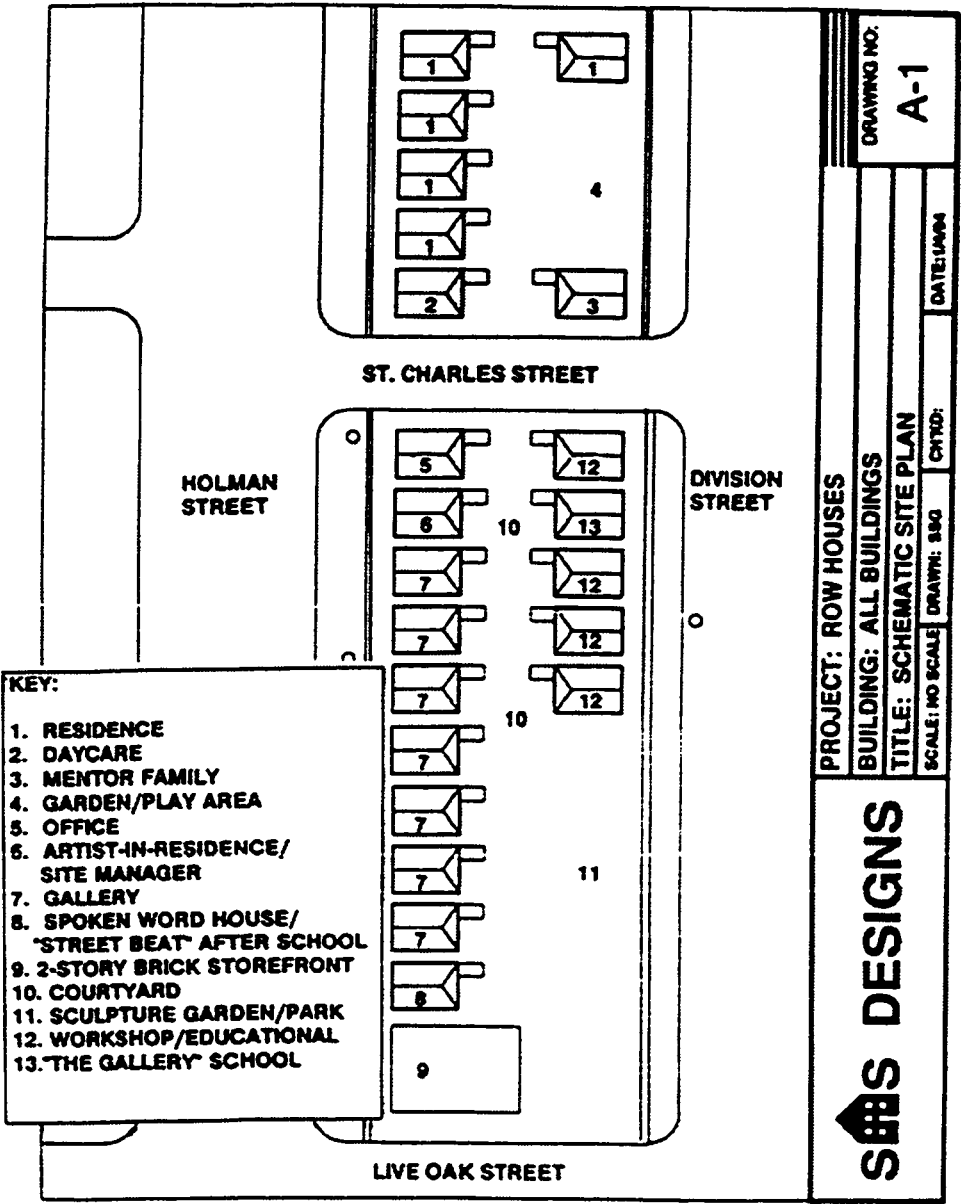 1
1
1
1
4
1
2
3
ST. CHARLES STREET
HOLMAN
STREET
DIVISION
STREET
5
12
6
10
13
7
12
7
12
7
12
10
7
7
7
11
7
8
9
LIVE OAK STREET
KEY:
1. RESIDENCE
2. DAYCARE
3. MENTOR FAMILY
4. GARDEN/PLAY AREA
5. OFFICE
6. ARTIST-IN-RESIDENCE/
SITE MANAGER
7. GALLERY
8. SPOKEN WORD HOUSE/
"STREET BEAT" AFTER SCHOOL
9. 2-STORY BRICK STOREFRONT
10. COURTYARD
11. SCULPTURE GARDEN/PARK
12. WORKSHOP/EDUCATIONAL
13. "THE GALLERY" SCHOOL
DRAWING NO:
A-1
PROJECT: ROW HOUSES
BUILDING: ALL BUILDINGS
TITLE: SCHEMATIC SITE PLAN
SCALE: NO SCALE DRAWN: SBG CHTKD: DATE:
DESIGNS